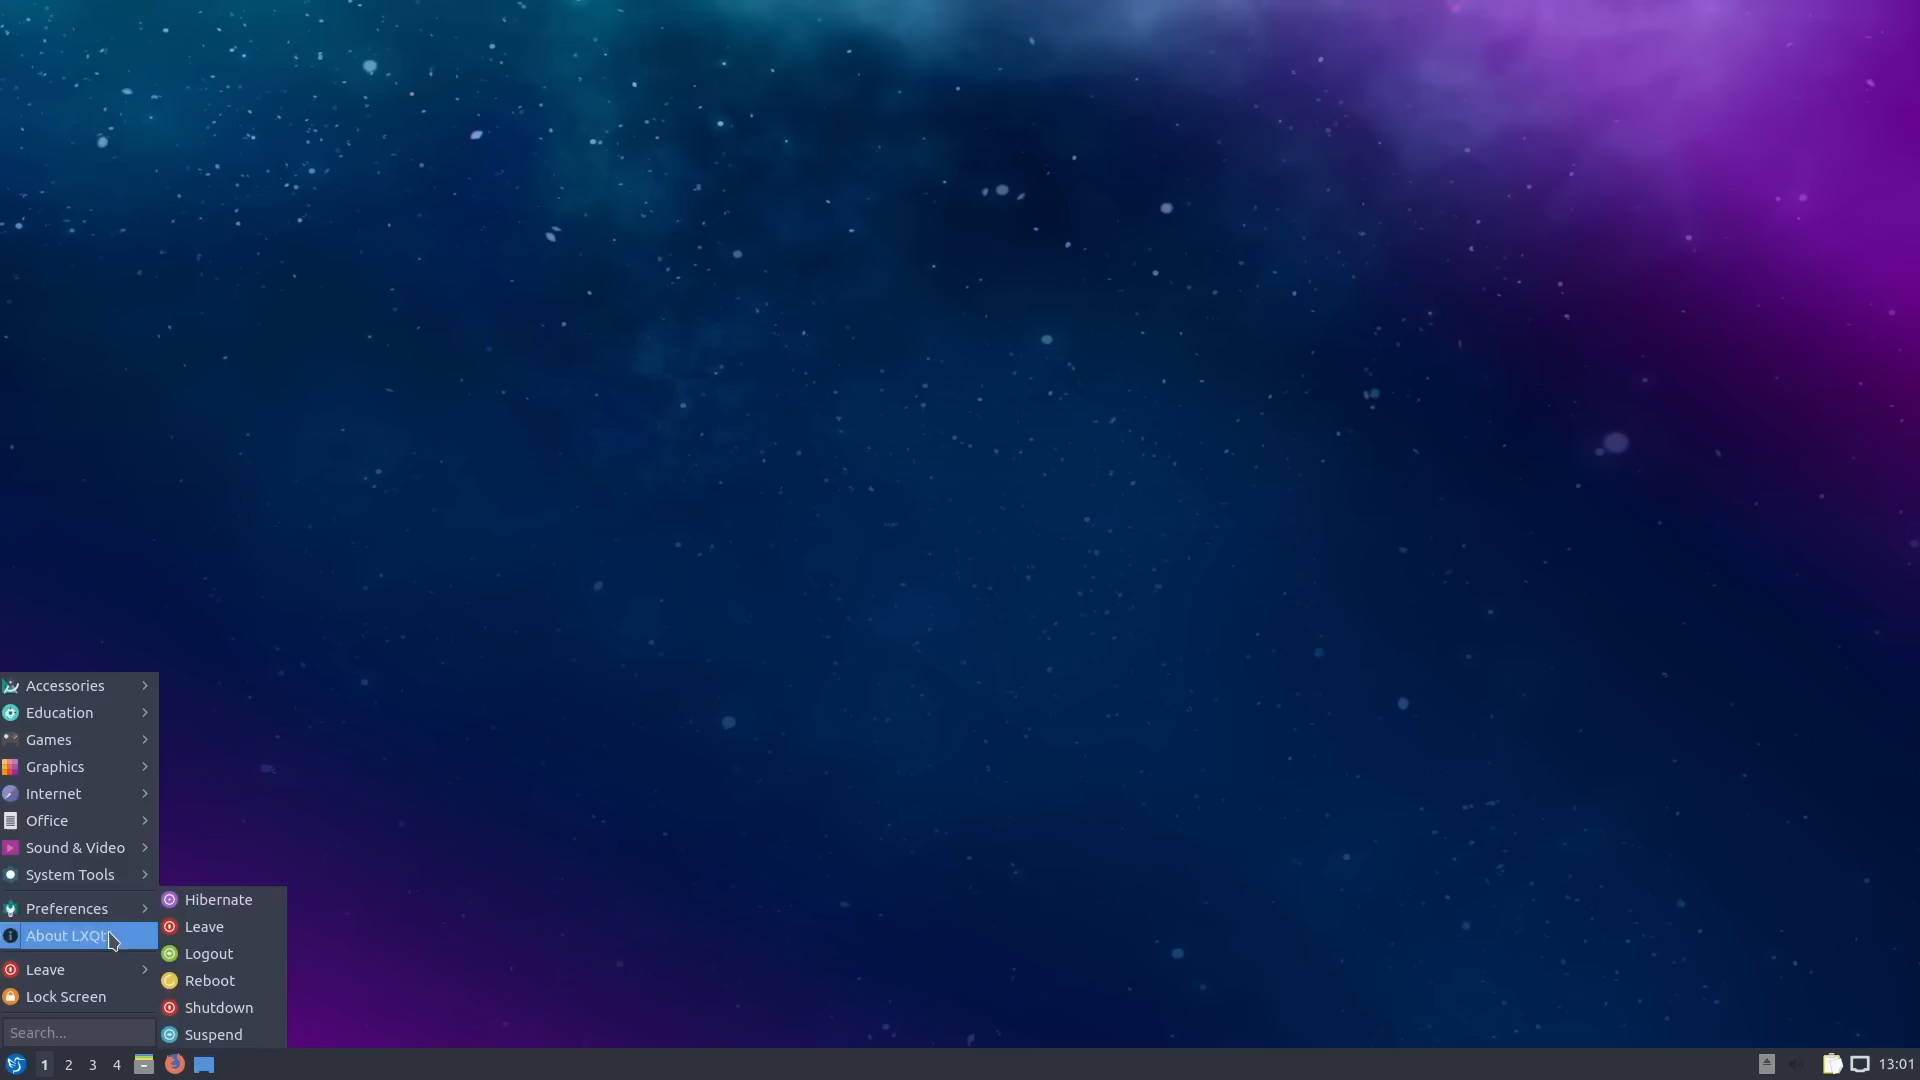 Accessories
Education
Games
Graphics
Internet
Office
Sound & Video
System Tools
Preferences
About LXQt
Leave
Lock Screen
Search...
Hibernate
Leave
Logout
Reboot
Shutdown
Suspend
1 2 3 4
13:01